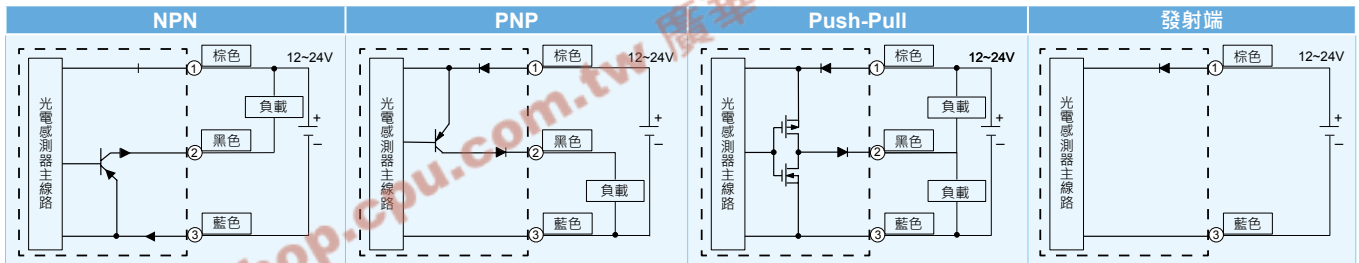 NPN
PNP
Push-Pull
發射端
光電感測器主線路
棕色
12~24V
1
負載
+
−
黑色
2
藍色
3
光電感測器主線路
棕色
12~24V
1
+
−
黑色
2
負載
藍色
3
光電感測器主線路
棕色
12~24V
1
負載
+
−
黑色
2
負載
藍色
3
光電感測器主線路
棕色
12~24V
1
+
−
藍色
3
hop.cpu.com.tw 廣華